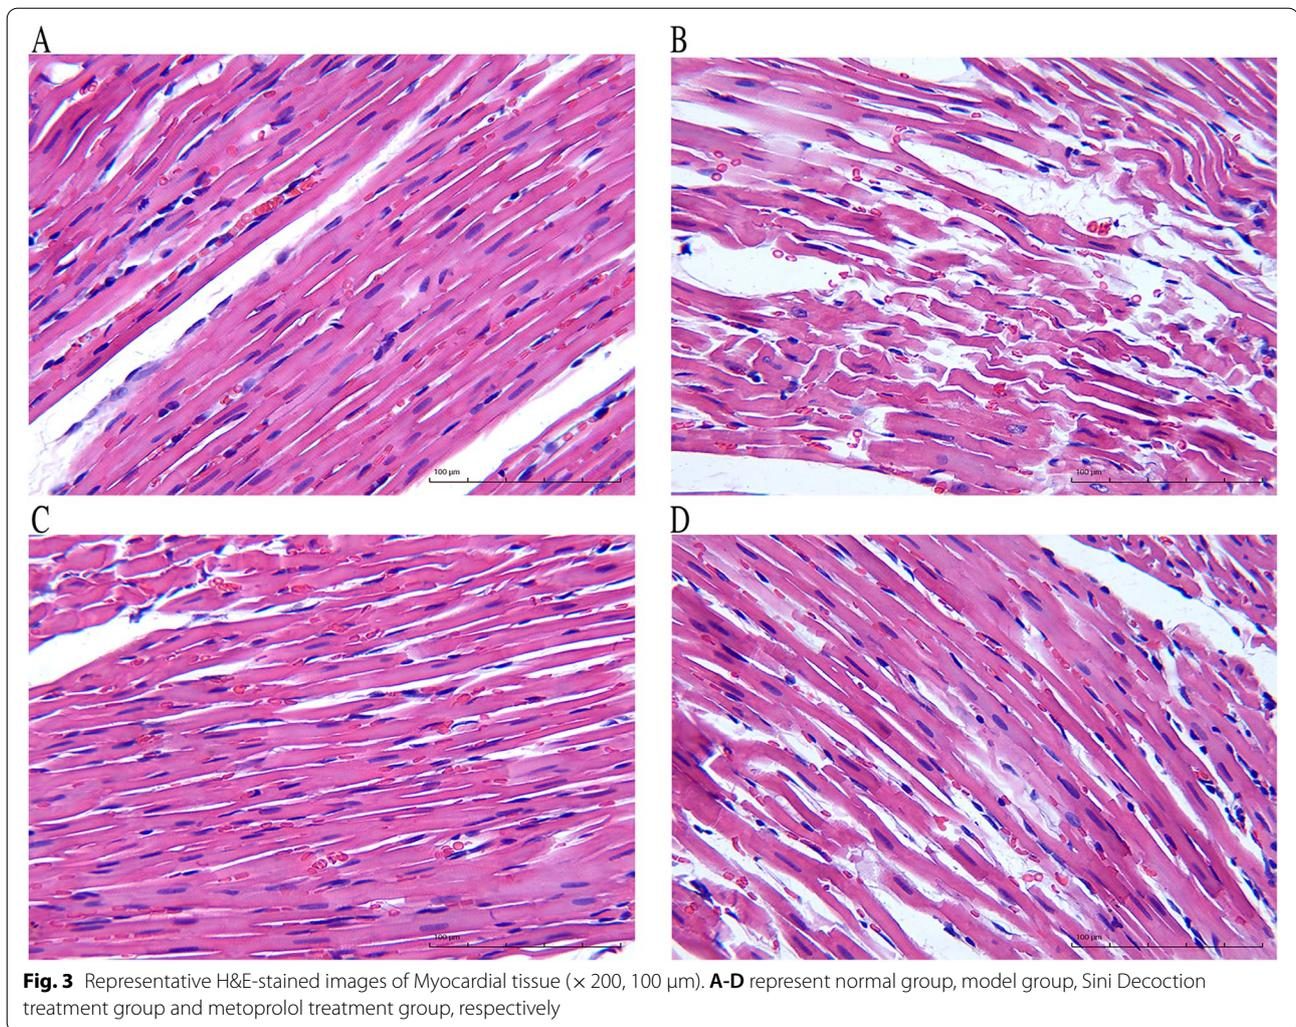 A
B
100 μm
100 μm
C
D
100 μm
100 μm
Fig. 3 Representative H&E-stained images of Myocardial tissue (× 200, 100 μm). A-D represent normal group, model group, Sini Decoction
treatment group and metoprolol treatment group, respectively